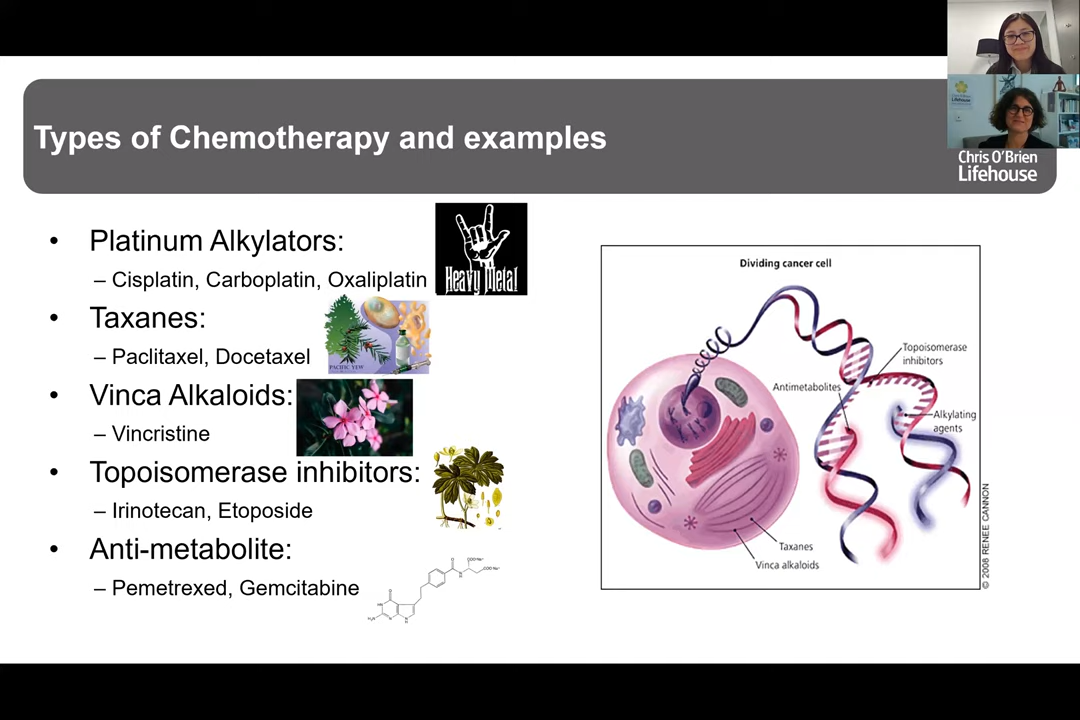 Types of Chemotherapy and examples
Chris O'Brien
Lifehouse
• Platinum Alkylators:
– Cisplatin, Carboplatin, Oxaliplatin
Heavy Metal
• Taxanes:
– Paclitaxel, Docetaxel
PACIFIC YEW
• Vinca Alkaloids:
– Vincristine
• Topoisomerase inhibitors:
– Irinotecan, Etoposide
• Anti-metabolite:
– Pemetrexed, Gemcitabine
Dividing cancer cell
Topoisomerase
inhibitors
Antimetabolites
Alkylating
agents
Taxanes
Vinca alkaloids
© 2008 RENEE CANNON